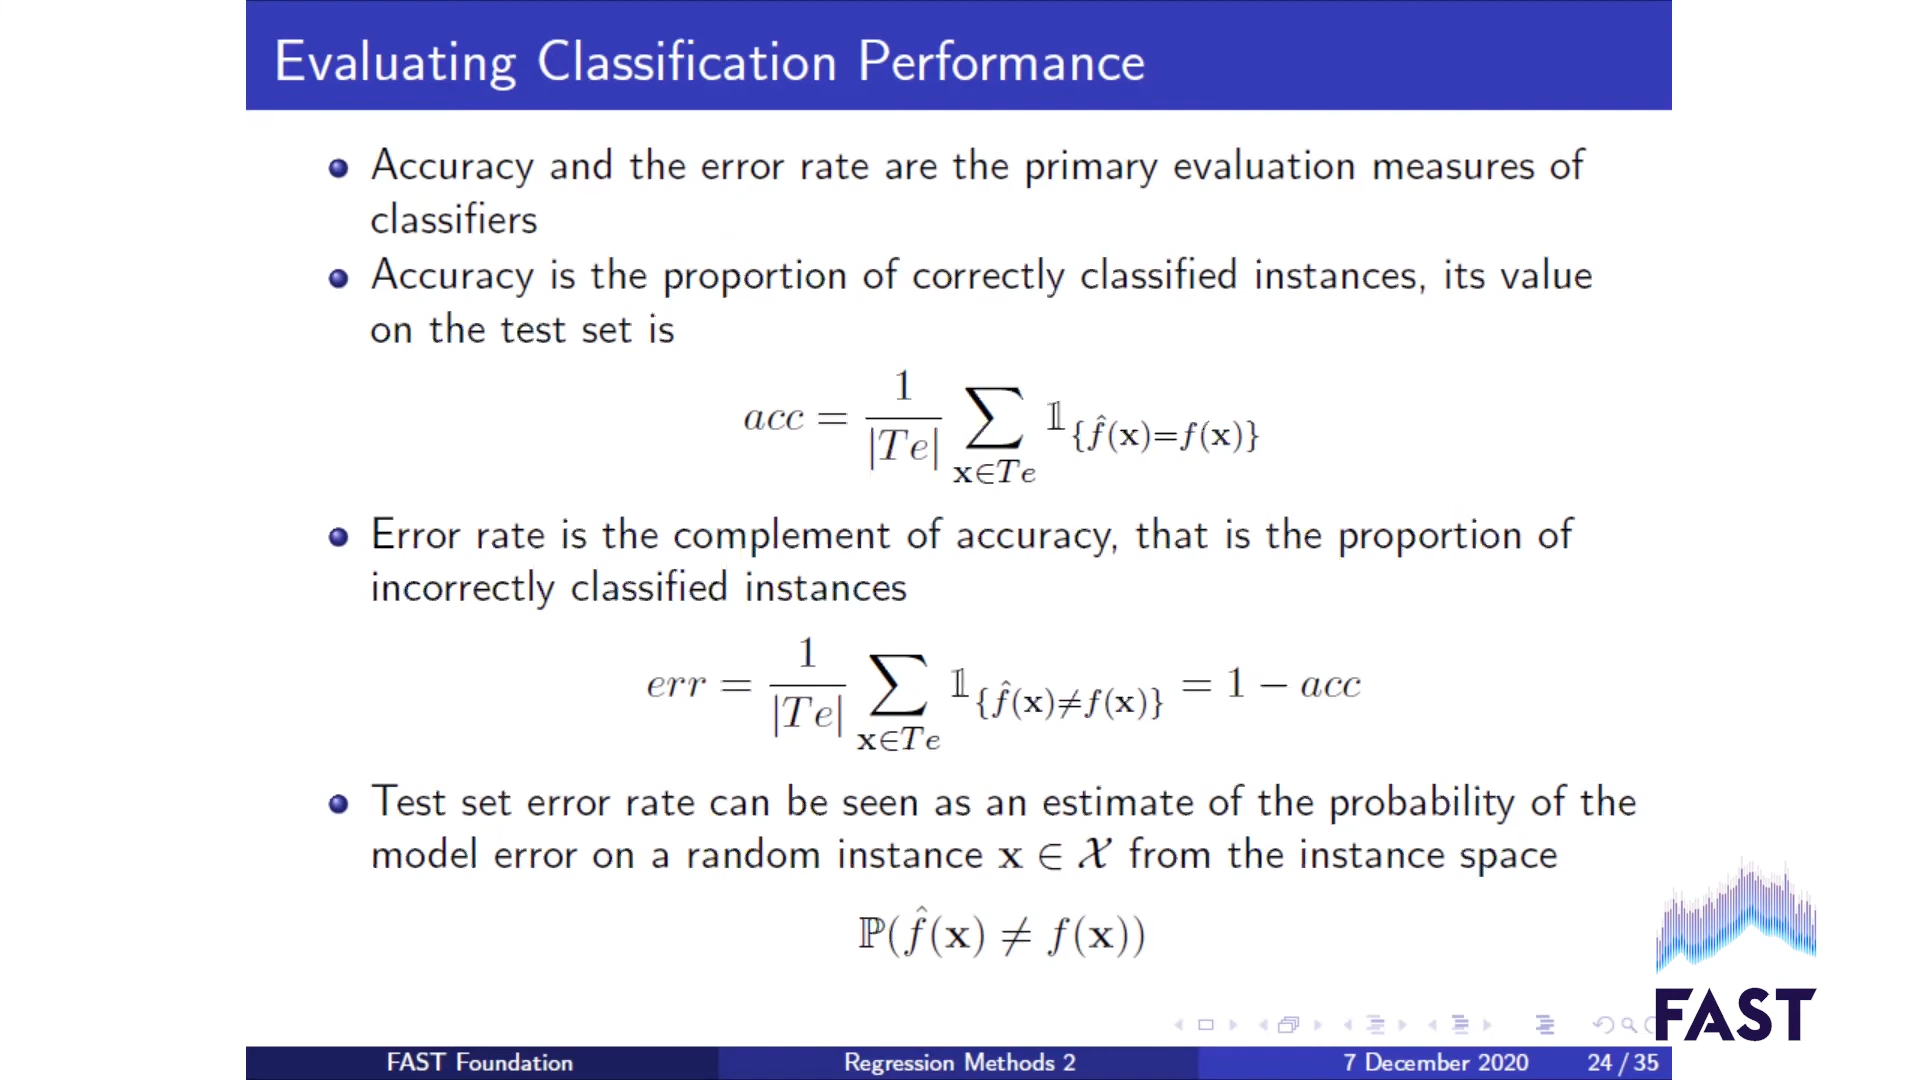 Evaluating Classification Performance
Accuracy and the error rate are the primary evaluation measures of
classifiers
Accuracy is the proportion of correctly classified instances, its value
on the test set is
acc = 1/|Te| ∑_{x∈Te} 𝟙_{f̂(x)=f(x)}
Error rate is the complement of accuracy, that is the proportion of
incorrectly classified instances
err = 1/|Te| ∑_{x∈Te} 𝟙_{f̂(x)≠f(x)} = 1 − acc
Test set error rate can be seen as an estimate of the probability of the
model error on a random instance x ∈ 𝒳 from the instance space
ℙ(f̂(x) ≠ f(x))
FAST
FAST Foundation
Regression Methods 2
7 December 2020
24 / 35